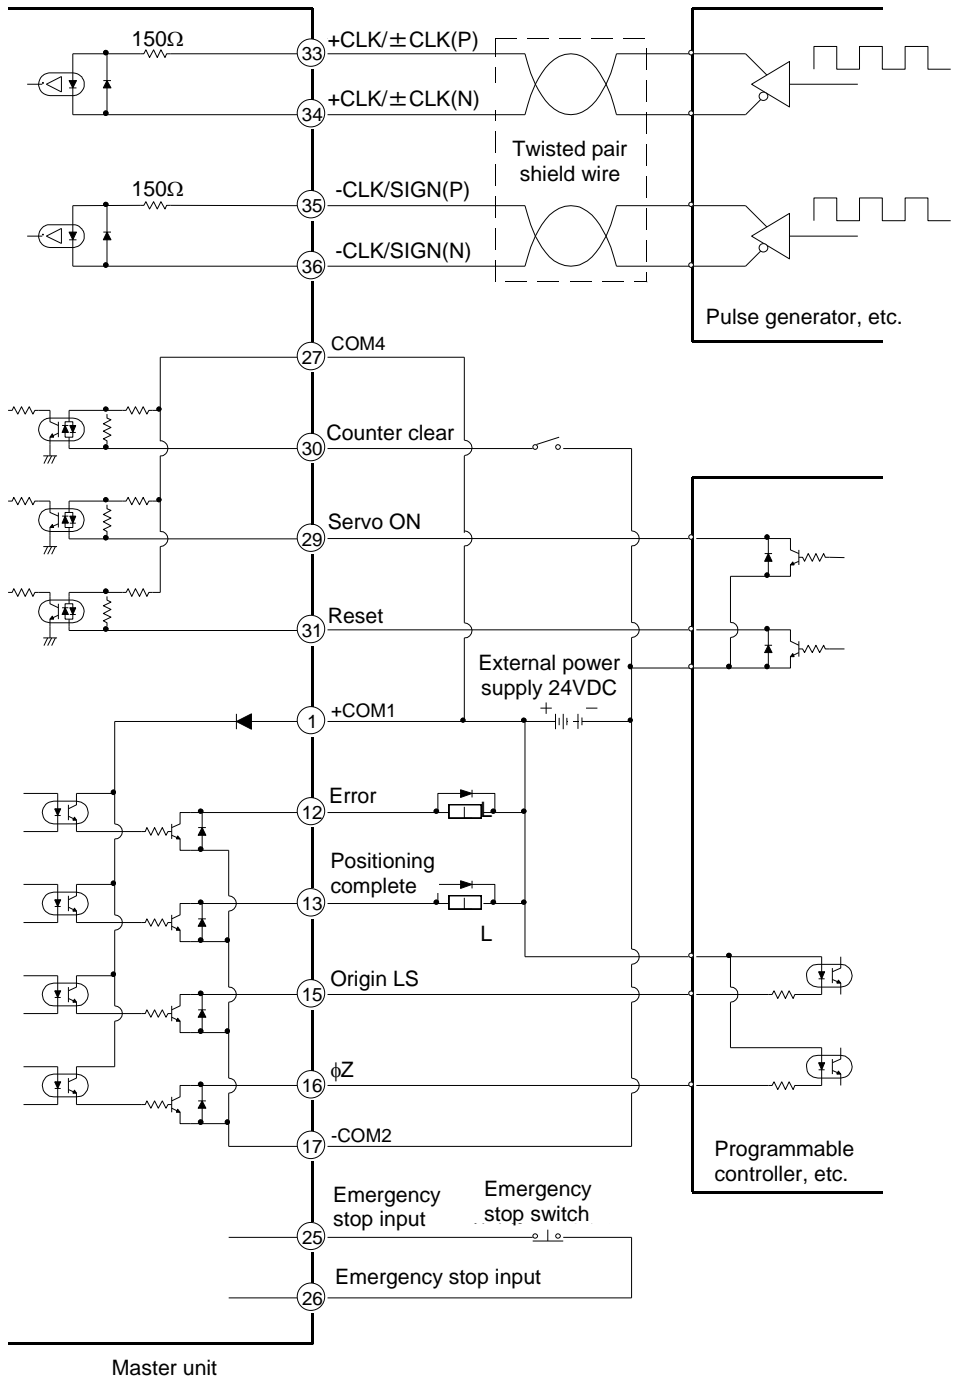 150Ω
33
+CLK/±CLK(P)
34
+CLK/±CLK(N)
Twisted pair
shield wire
150Ω
35
-CLK/SIGN(P)
36
-CLK/SIGN(N)
Pulse generator, etc.
27
COM4
30
Counter clear
29
Servo ON
31
Reset
External power
supply 24VDC
+ −
1
+COM1
12
Error
L
Positioning
complete
13
L
15
Origin LS
16
ϕZ
17
-COM2
Programmable
controller, etc.
Emergency
stop input
Emergency
stop switch
25
Emergency stop input
26
Master unit